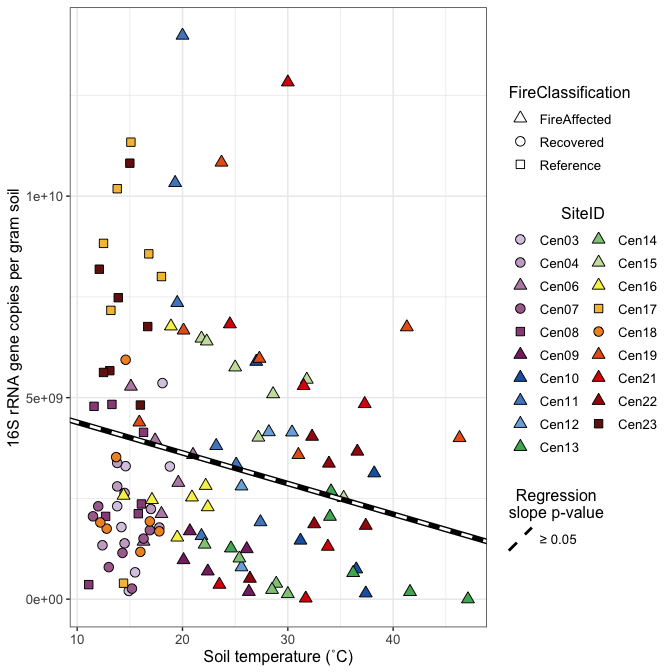 16S rRNA gene copies per gram soil
1e+10
5e+09
0e+00
10 20 30 40
Soil temperature (˚C)
FireClassification
FireAffected
Recovered
Reference
SiteID
Cen03 Cen14
Cen04 Cen15
Cen06 Cen16
Cen07 Cen17
Cen08 Cen18
Cen09 Cen19
Cen10 Cen21
Cen11 Cen22
Cen12 Cen23
Cen13
Regression
slope p-value
≥ 0.05